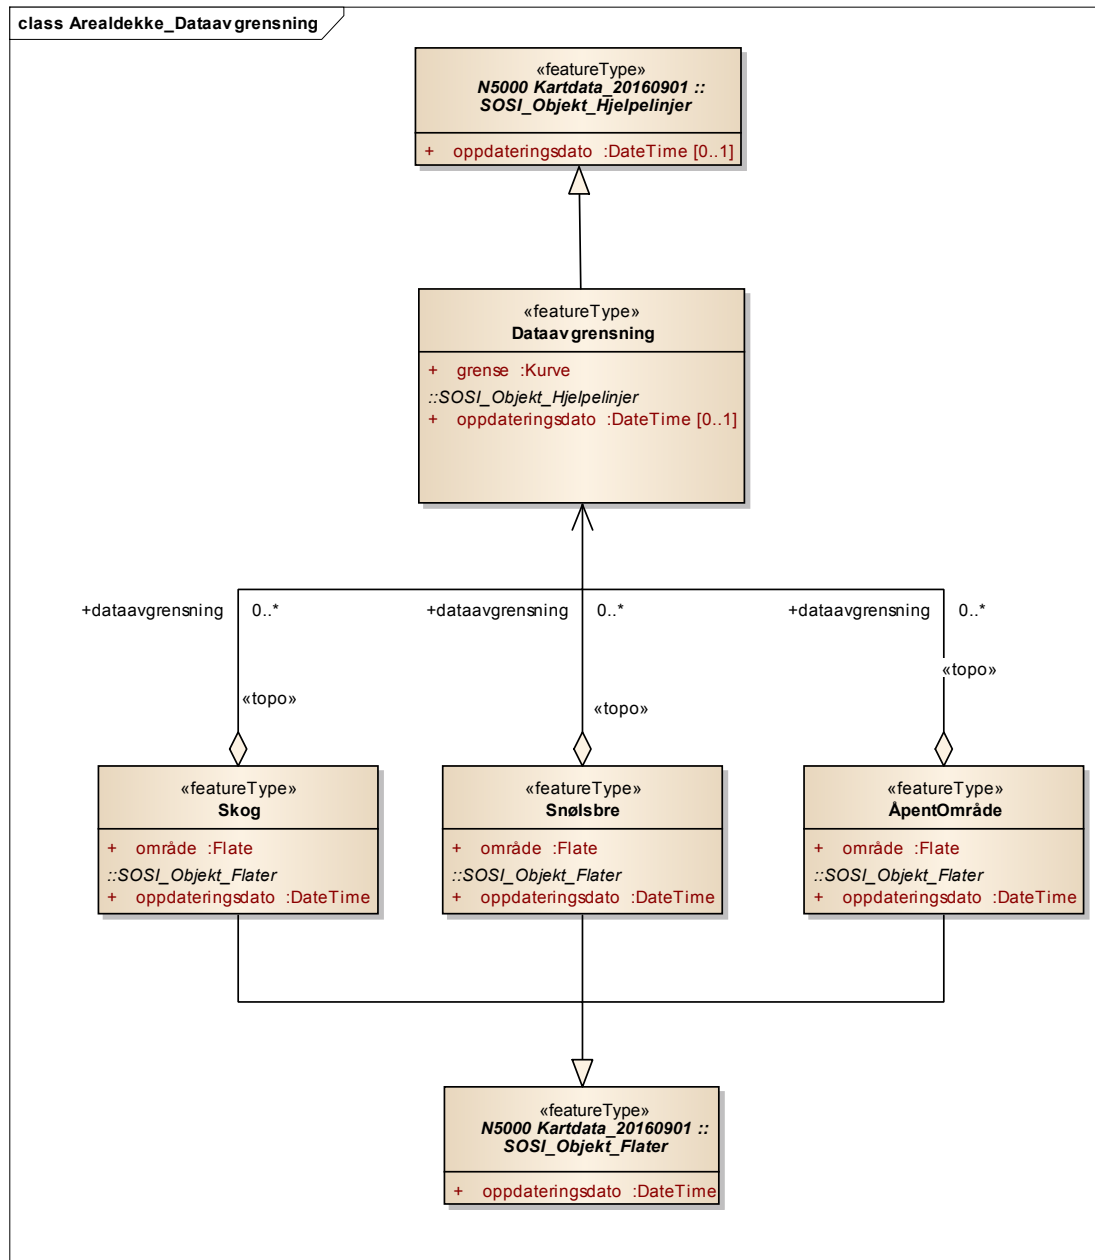 class Arealdekke_Dataavgrensning
«featureType»
N5000 Kartdata_20160901 ::
SOSI_Objekt_Hjelpelinjer
+ oppdateringsdato :DateTime [0..1]
«featureType»
Dataavgrensning
+ grense :Kurve
::SOSI_Objekt_Hjelpelinjer
+ oppdateringsdato :DateTime [0..1]
+dataavgrensning 0..*
+dataavgrensning 0..*
+dataavgrensning 0..*
«topo»
«topo»
«topo»
«featureType»
Skog
+ område :Flate
::SOSI_Objekt_Flater
+ oppdateringsdato :DateTime
«featureType»
SnøIsbre
+ område :Flate
::SOSI_Objekt_Flater
+ oppdateringsdato :DateTime
«featureType»
ÅpentOmråde
+ område :Flate
::SOSI_Objekt_Flater
+ oppdateringsdato :DateTime
«featureType»
N5000 Kartdata_20160901 ::
SOSI_Objekt_Flater
+ oppdateringsdato :DateTime